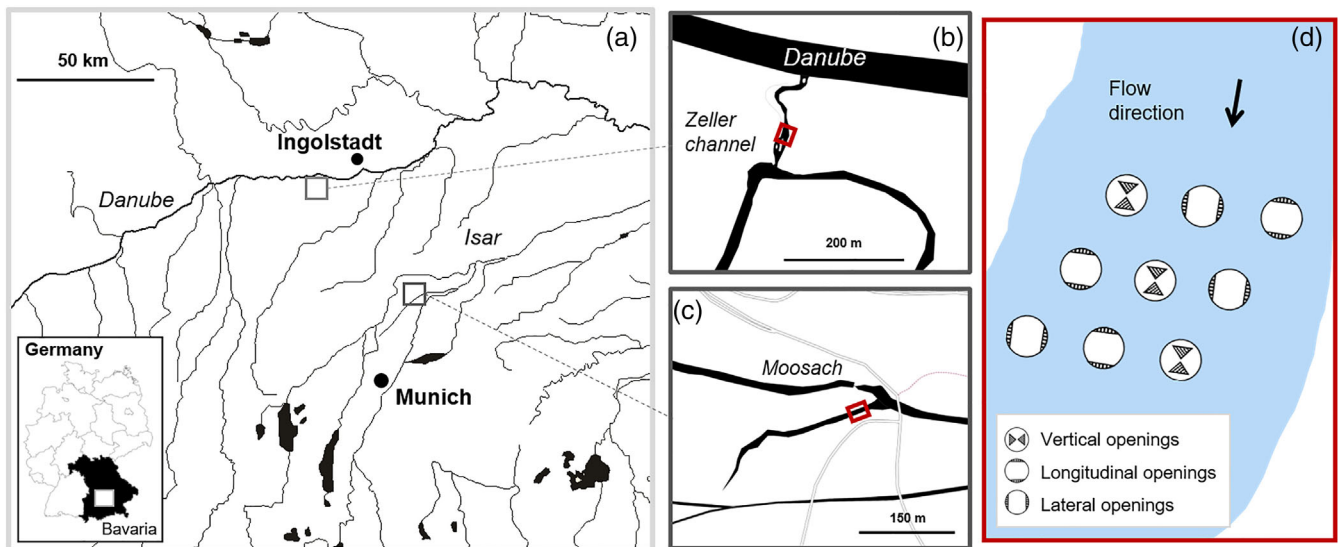 (a)
50 km
Ingolstadt
Danube
Isar
Munich
Germany
Bavaria
(b)
Danube
Zeller
channel
200 m
(c)
Moosach
150 m
(d)
Flow
direction
Vertical openings
Longitudinal openings
Lateral openings